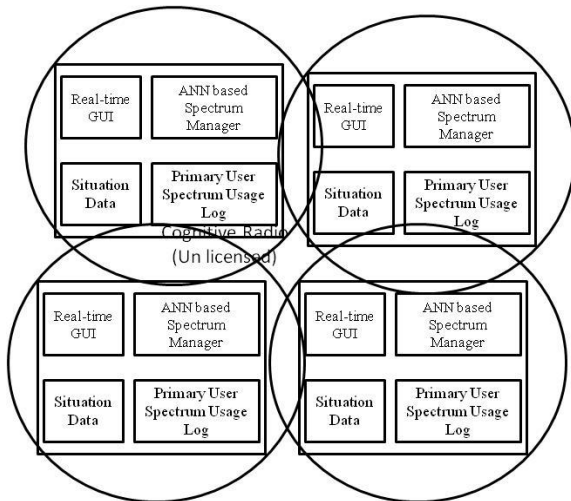 Real-time
GUI
ANN based
Spectrum
Manager
Situation
Data
Primary User
Spectrum Usage
Log
Real-time
GUI
ANN based
Spectrum
Manager
Situation
Data
Primary User
Spectrum Usage
Log
Cognitive Radio
(Un licensed)
Real-time
GUI
ANN based
Spectrum
Manager
Situation
Data
Primary User
Spectrum Usage
Log
Real-time
GUI
ANN based
Spectrum
Manager
Situation
Data
Primary User
Spectrum Usage
Log